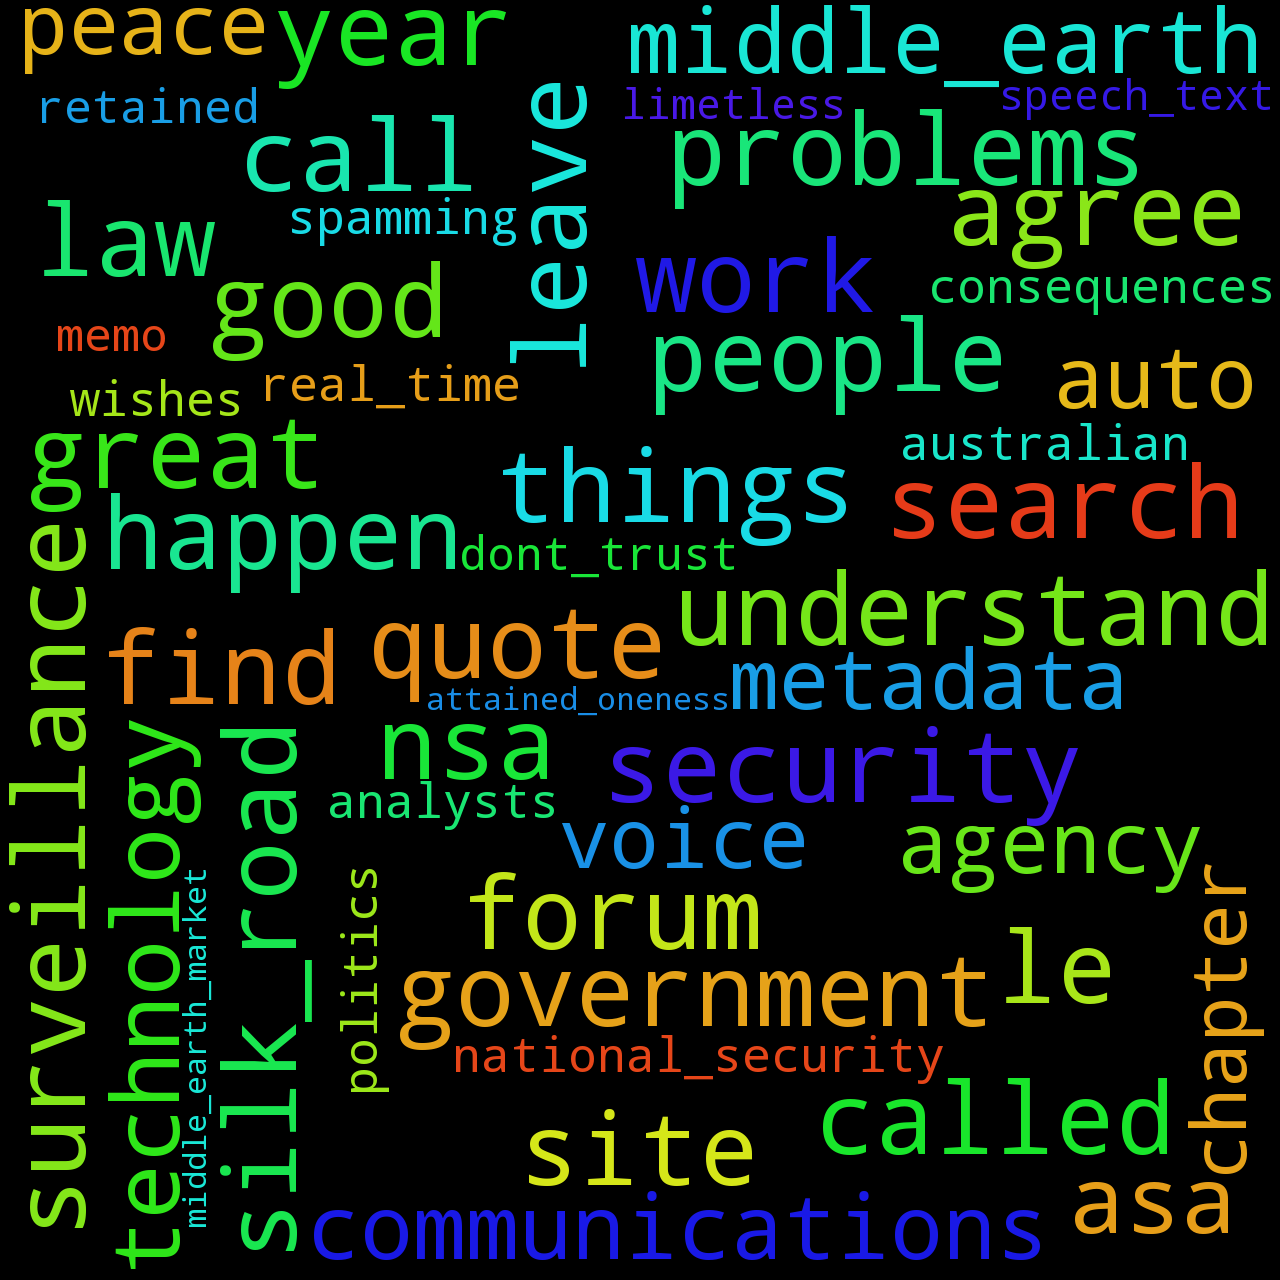 peace year middle_earth
retained limetless speech_text
call leave problems
law spamming agree
good work consequences
memo people auto
wishes real_time
great things australian
search
happen dont_trust
surveillance understand
find quote metadata
attained_oneness
technology silk_road nsa security
analysts voice agency
middle_earth_market politics forum le chapter
government
national_security
site called
communications asa